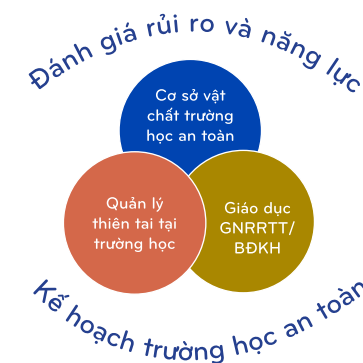 Đánh giá rủi ro và năng lực
Cơ sở vật
chất trường
học an toàn
Quản lý
thiên tai tại
trường học
Giáo dục
GNRRTT/
BĐKH
Kế hoạch trường học an toàn